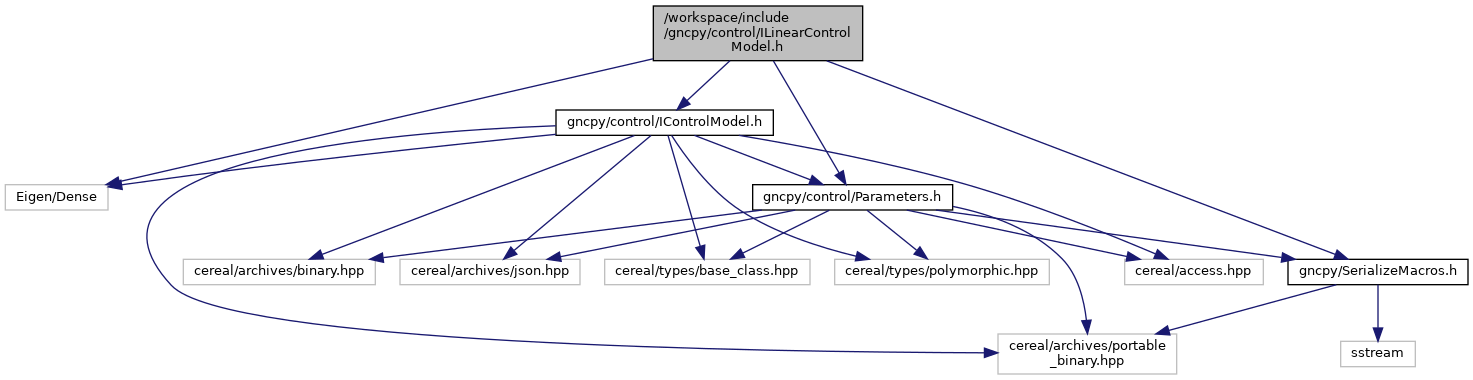 /workspace/include
/gncpy/control/ILinearControl
Model.h
gncpy/control/IControlModel.h
Eigen/Dense
gncpy/control/Parameters.h
cereal/archives/binary.hpp
cereal/archives/json.hpp
cereal/types/base_class.hpp
cereal/types/polymorphic.hpp
cereal/access.hpp
gncpy/SerializeMacros.h
cereal/archives/portable
_binary.hpp
sstream